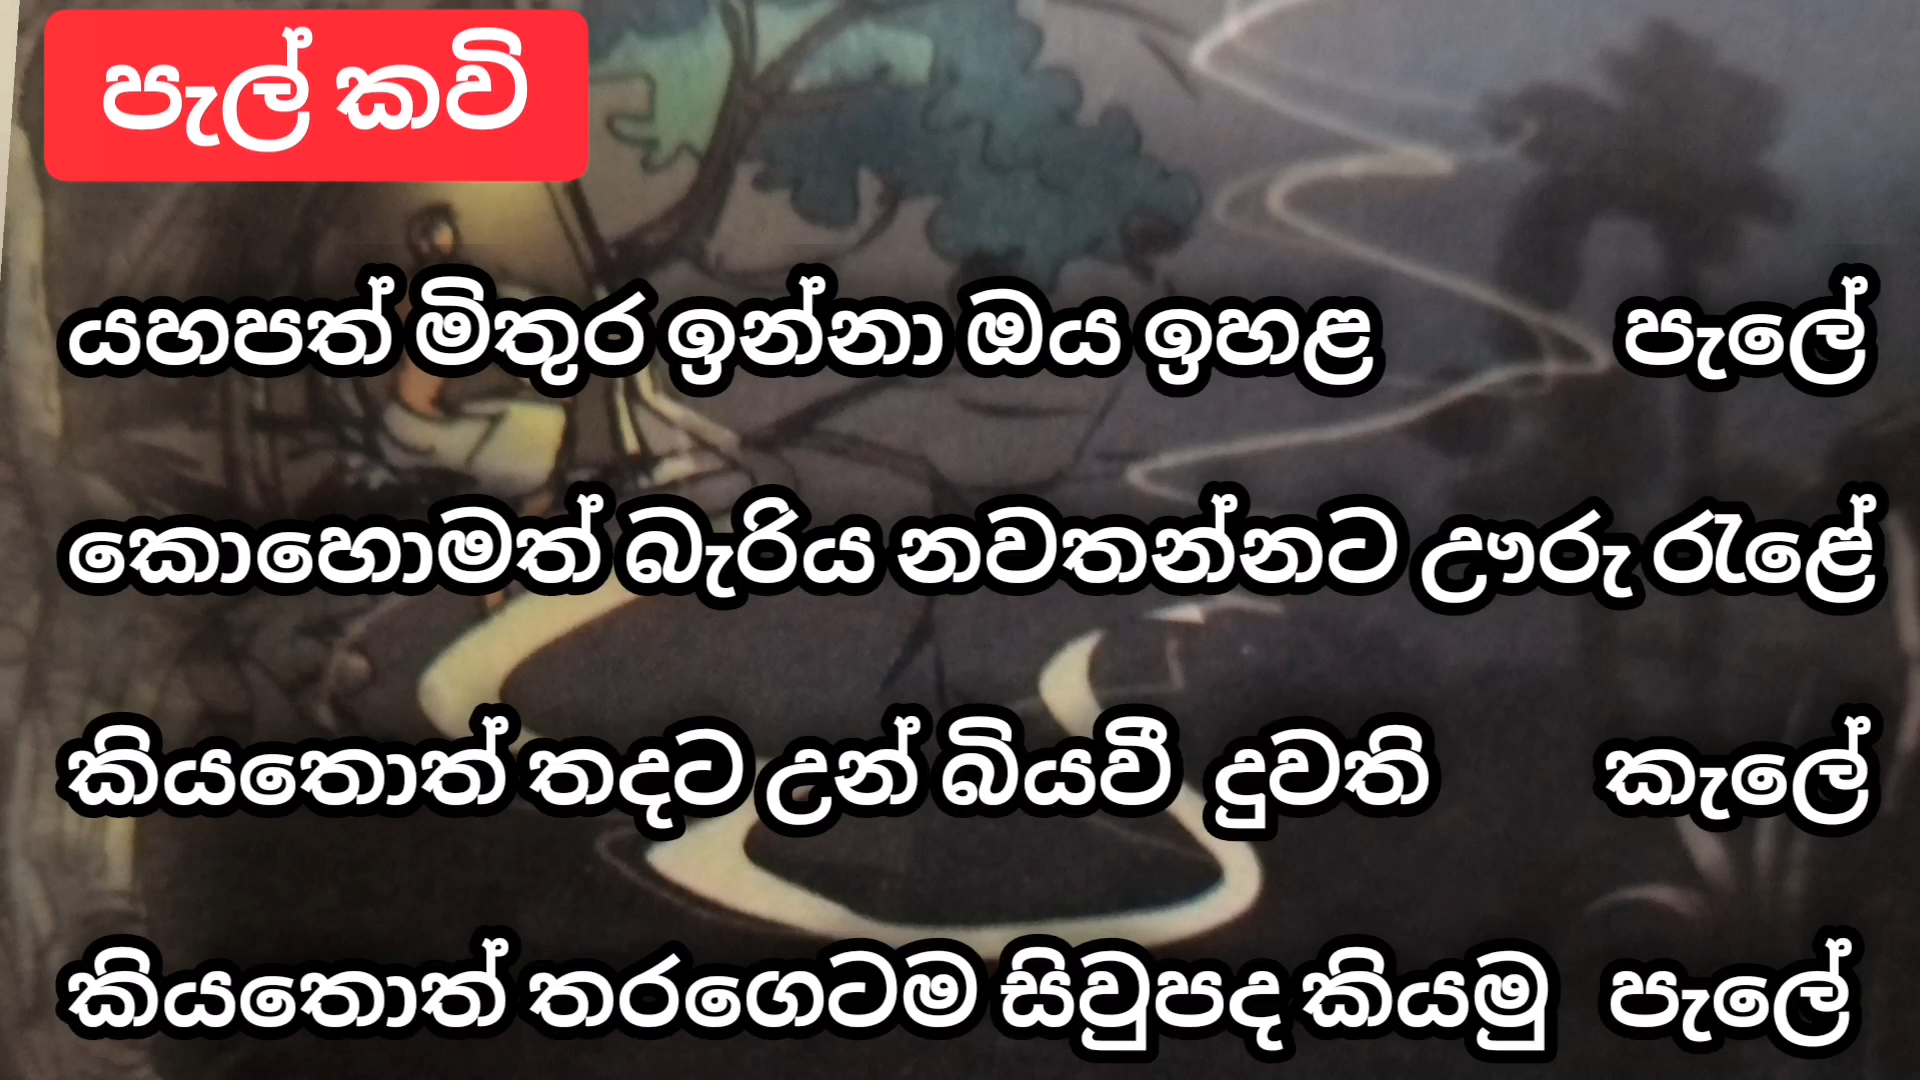 පැල් කවි
යහපත් මිතුර ඉන්නා ඔය ඉහළ පැලේ
කොහොමත් බැරිය නවතන්නට ඌරු රැළේ
කියතොත් තදට උන් බියවී දුවති කැලේ
කියතොත් තරගෙටම සිවුපද කියමු පැලේ